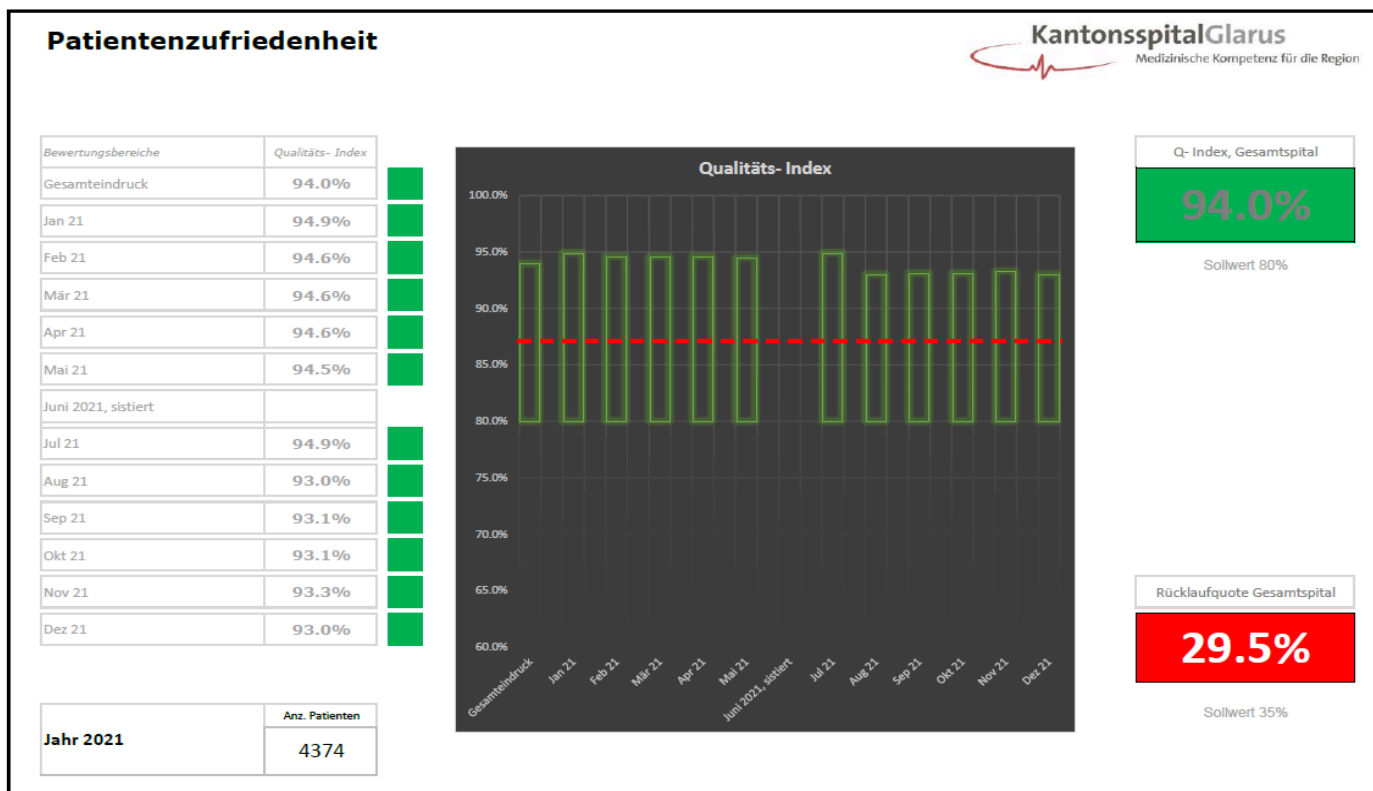 Patientenzufriedenheit
KantonsspitalGlarus
Medizinische Kompetenz für die Region
Bewertungsbereiche Qualitäts- Index
Gesamteindruck 94.0%
Jan 21 94.9%
Feb 21 94.6%
Mär 21 94.6%
Apr 21 94.6%
Mai 21 94.5%
Juni 2021, sistiert
Jul 21 94.9%
Aug 21 93.0%
Sep 21 93.1%
Okt 21 93.1%
Nov 21 93.3%
Dez 21 93.0%
Jahr 2021
Anz. Patienten
4374
Qualitäts- Index
100.0%
95.0%
90.0%
85.0%
80.0%
75.0%
70.0%
65.0%
60.0%
Gesamteindruck
Jan 21
Feb 21
Mär 21
Apr 21
Mai 21
Juni 2021, sistiert
Jul 21
Aug 21
Sep 21
Okt 21
Nov 21
Dez 21
Q- Index, Gesamtspital
94.0%
Sollwert 80%
Rücklaufquote Gesamtspital
29.5%
Sollwert 35%